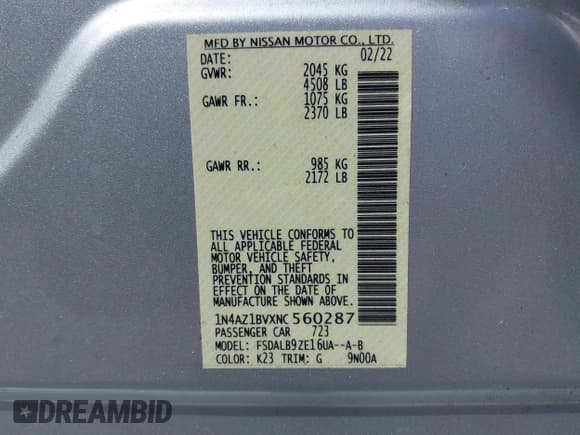 MFD BY NISSAN MOTOR CO., LTD.
DATE: 02/22
GVWR: 2045 KG
4508 LB
GAWR FR.: 1075 KG
2370 LB
GAWR RR.: 985 KG
2172 LB
THIS VEHICLE CONFORMS TO
ALL APPLICABLE FEDERAL
MOTOR VEHICLE SAFETY,
BUMPER, AND THEFT
PREVENTION STANDARDS IN
EFFECT ON THE DATE OF
MANUFACTURE SHOWN ABOVE.
1N4AZ1BVXNC560287
PASSENGER CAR 723
MODEL: FSDALB9ZE16UA--A-B
COLOR: K23 TRIM: G 9N00A
DREAMBID